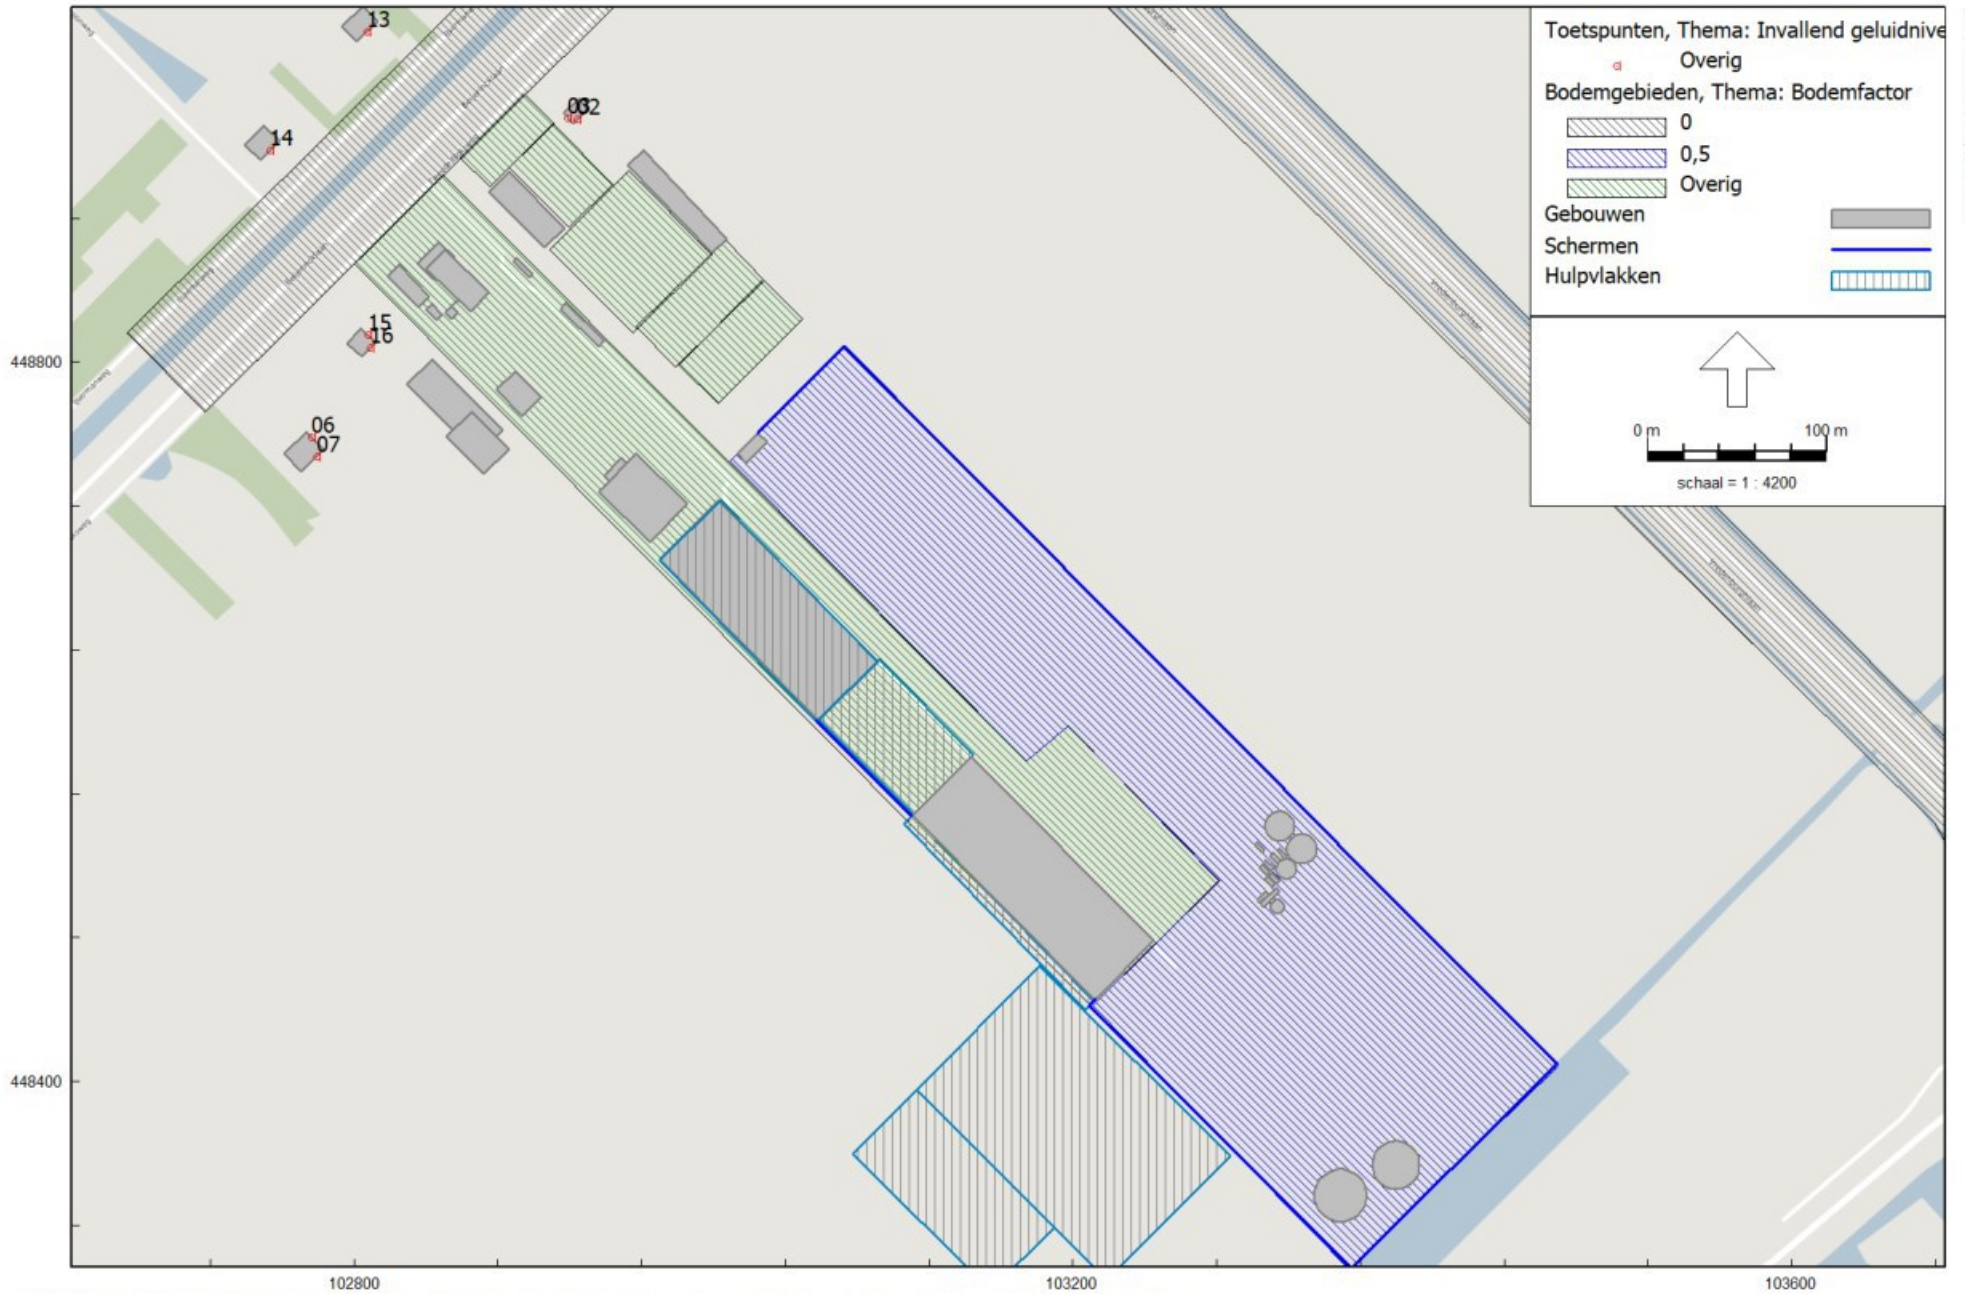 Toetspunten, Thema: Invallend geluidnive
Overig
Bodemgebieden, Thema: Bodemfactor
0
0,5
Overig
Gebouwen
Schermen
Hulpvlakken
0 m
100 m
schaal = 1 : 4200
13
14
03
02
15
16
06
07
448800
448400
102800
103200
103600